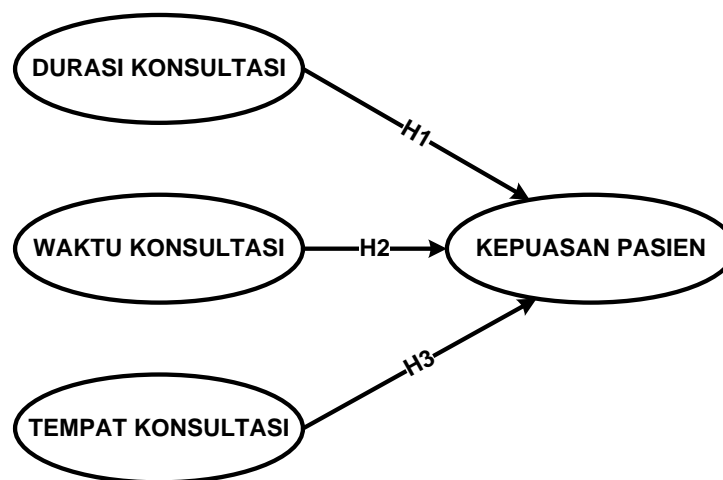 DURASI KONSULTASI
H1
WAKTU KONSULTASI
H2
KEPUASAN PASIEN
H3
TEMPAT KONSULTASI